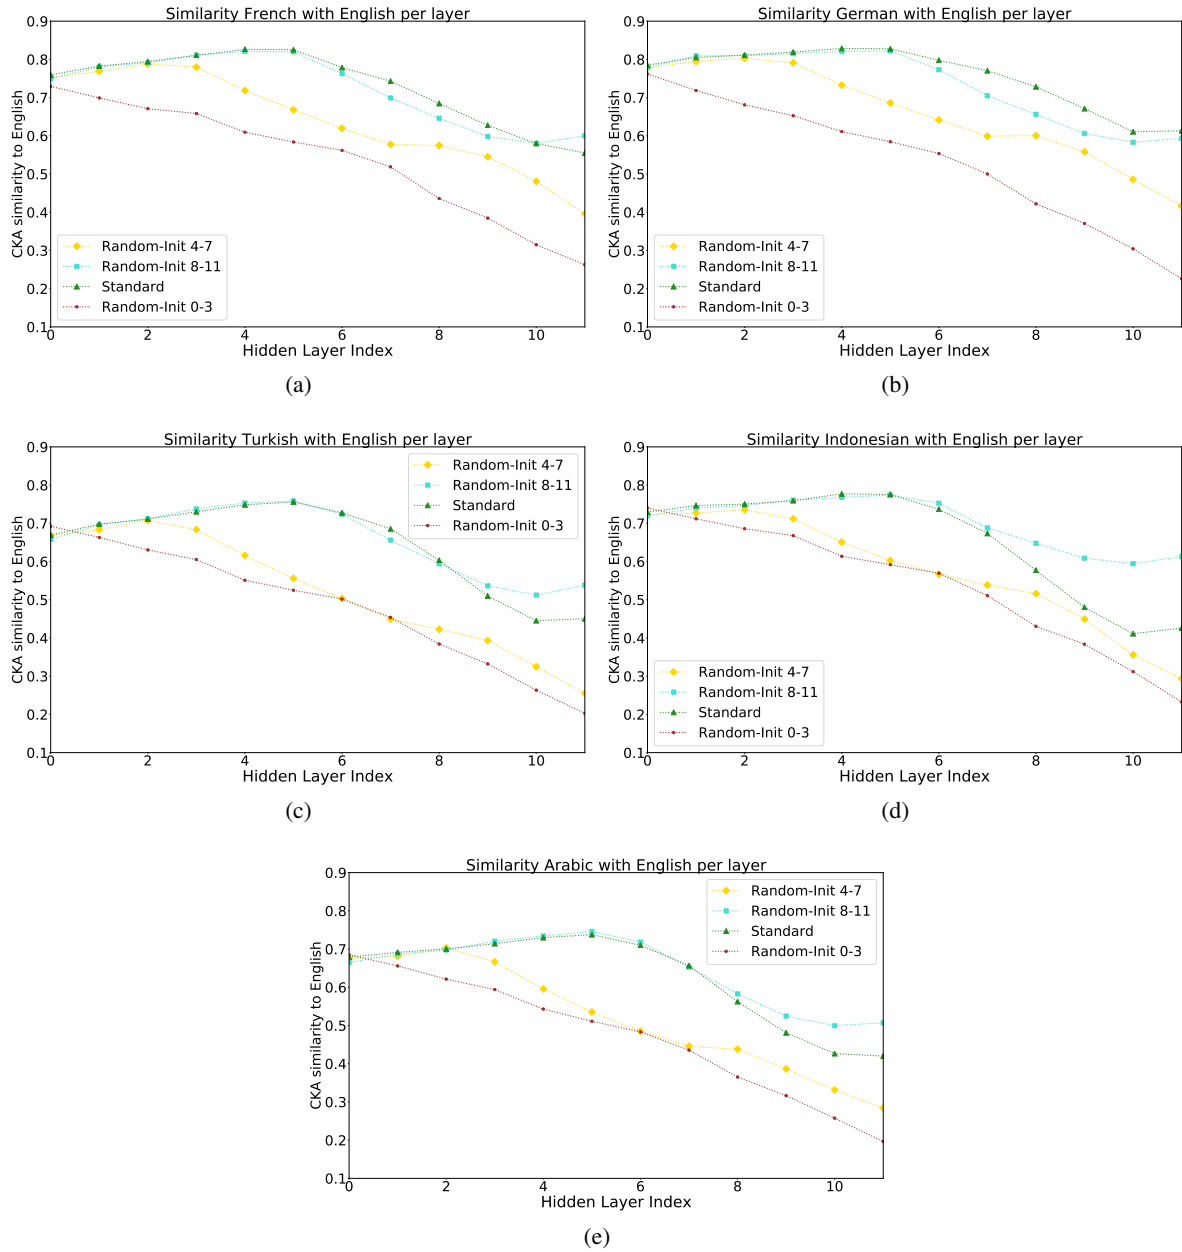 Similarity French with English per layer
CKA similarity to English
0.9
0.8
0.7
0.6
0.5
0.4
0.3
0.2
0.1
Random-Init 4-7
Random-Init 8-11
Standard
Random-Init 0-3
0 2 4 6 8 10
Hidden Layer Index
(a)
Similarity German with English per layer
CKA similarity to English
0.9
0.8
0.7
0.6
0.5
0.4
0.3
0.2
0.1
Random-Init 4-7
Random-Init 8-11
Standard
Random-Init 0-3
0 2 4 6 8 10
Hidden Layer Index
(b)
Similarity Turkish with English per layer
CKA similarity to English
0.9
0.8
0.7
0.6
0.5
0.4
0.3
0.2
0.1
Random-Init 4-7
Random-Init 8-11
Standard
Random-Init 0-3
0 2 4 6 8 10
Hidden Layer Index
(c)
Similarity Indonesian with English per layer
CKA similarity to English
0.9
0.8
0.7
0.6
0.5
0.4
0.3
0.2
0.1
Random-Init 4-7
Random-Init 8-11
Standard
Random-Init 0-3
0 2 4 6 8 10
Hidden Layer Index
(d)
Similarity Arabic with English per layer
CKA similarity to English
0.9
0.8
0.7
0.6
0.5
0.4
0.3
0.2
0.1
Random-Init 4-7
Random-Init 8-11
Standard
Random-Init 0-3
0 2 4 6 8 10
Hidden Layer Index
(e)